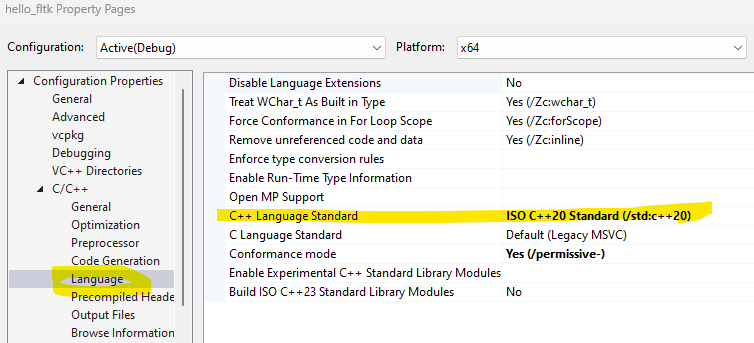 hello_fltk Property Pages
Configuration: Active(Debug) Platform: x64
Configuration Properties
General
Advanced
vcpkg
Debugging
VC++ Directories
C/C++
General
Optimization
Preprocessor
Code Generation
Language
Precompiled Heade
Output Files
Browse Information
Disable Language Extensions No
Treat WChar_t As Built in Type Yes (/Zc:wchar_t)
Force Conformance in For Loop Scope Yes (/Zc:forScope)
Remove unreferenced code and data Yes (/Zc:inline)
Enforce type conversion rules
Enable Run-Time Type Information
Open MP Support
C++ Language Standard ISO C++20 Standard (/std:c++20)
C Language Standard Default (Legacy MSVC)
Conformance mode Yes (/permissive-)
Enable Experimental C++ Standard Library Modules
Build ISO C++23 Standard Library Modules No